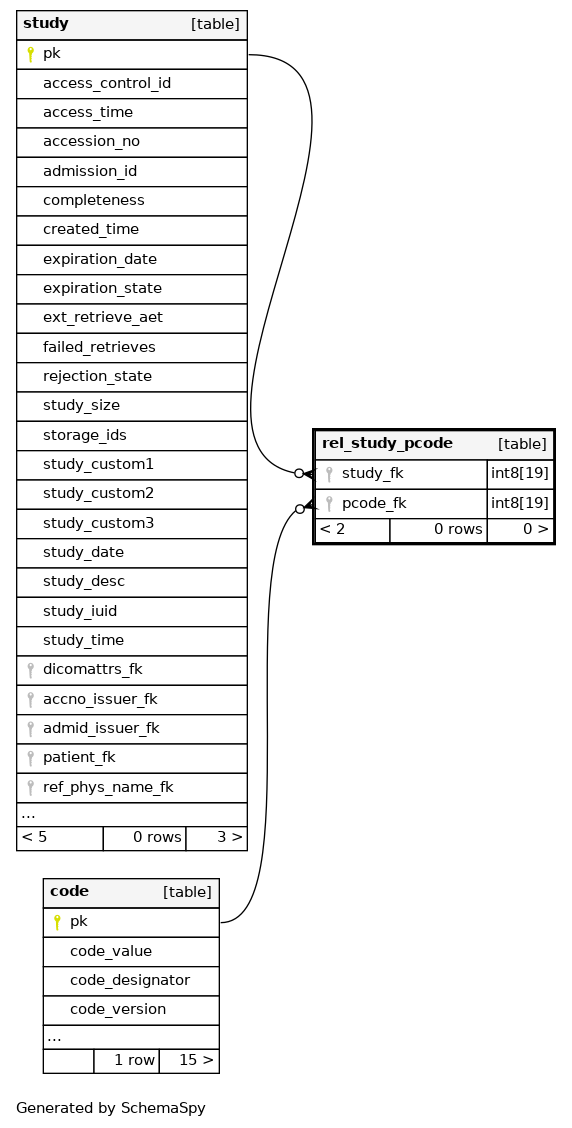 study [table]
pk
access_control_id
access_time
accession_no
admission_id
completeness
created_time
expiration_date
expiration_state
ext_retrieve_aet
failed_retrieves
rejection_state
study_size
storage_ids
study_custom1
study_custom2
study_custom3
study_date
study_desc
study_iuid
study_time
dicomattrs_fk
accno_issuer_fk
admid_issuer_fk
patient_fk
ref_phys_name_fk
...
< 5 0 rows 3 >
rel_study_pcode [table]
study_fk int8[19]
pcode_fk int8[19]
< 2 0 rows 0 >
code [table]
pk
code_value
code_designator
code_version
...
1 row 15 >
Generated by SchemaSpy